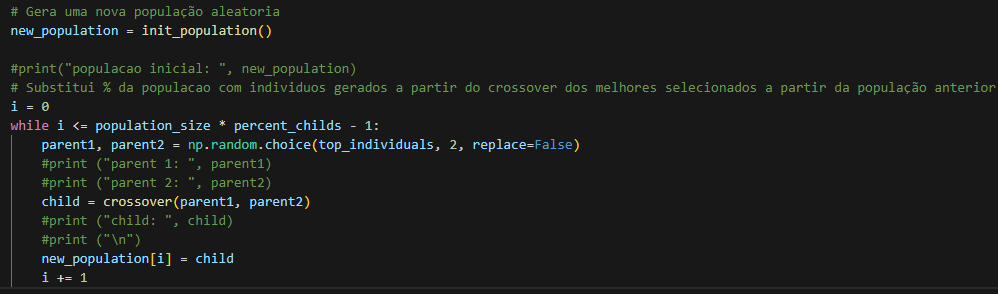 # Gera uma nova população aleatoria
new_population = init_population()
#print("populacao inicial: ", new_population)
# Substitui % da populacao com individuos gerados a partir do crossover dos melhores selecionados a partir da população anterior
i = 0
while i <= population_size * percent_childs - 1:
    parent1, parent2 = np.random.choice(top_individuals, 2, replace=False)
    #print ("parent 1: ", parent1)
    #print ("parent 2: ", parent2)
    child = crossover(parent1, parent2)
    #print ("child: ", child)
    #print ("\n")
    new_population[i] = child
    i += 1